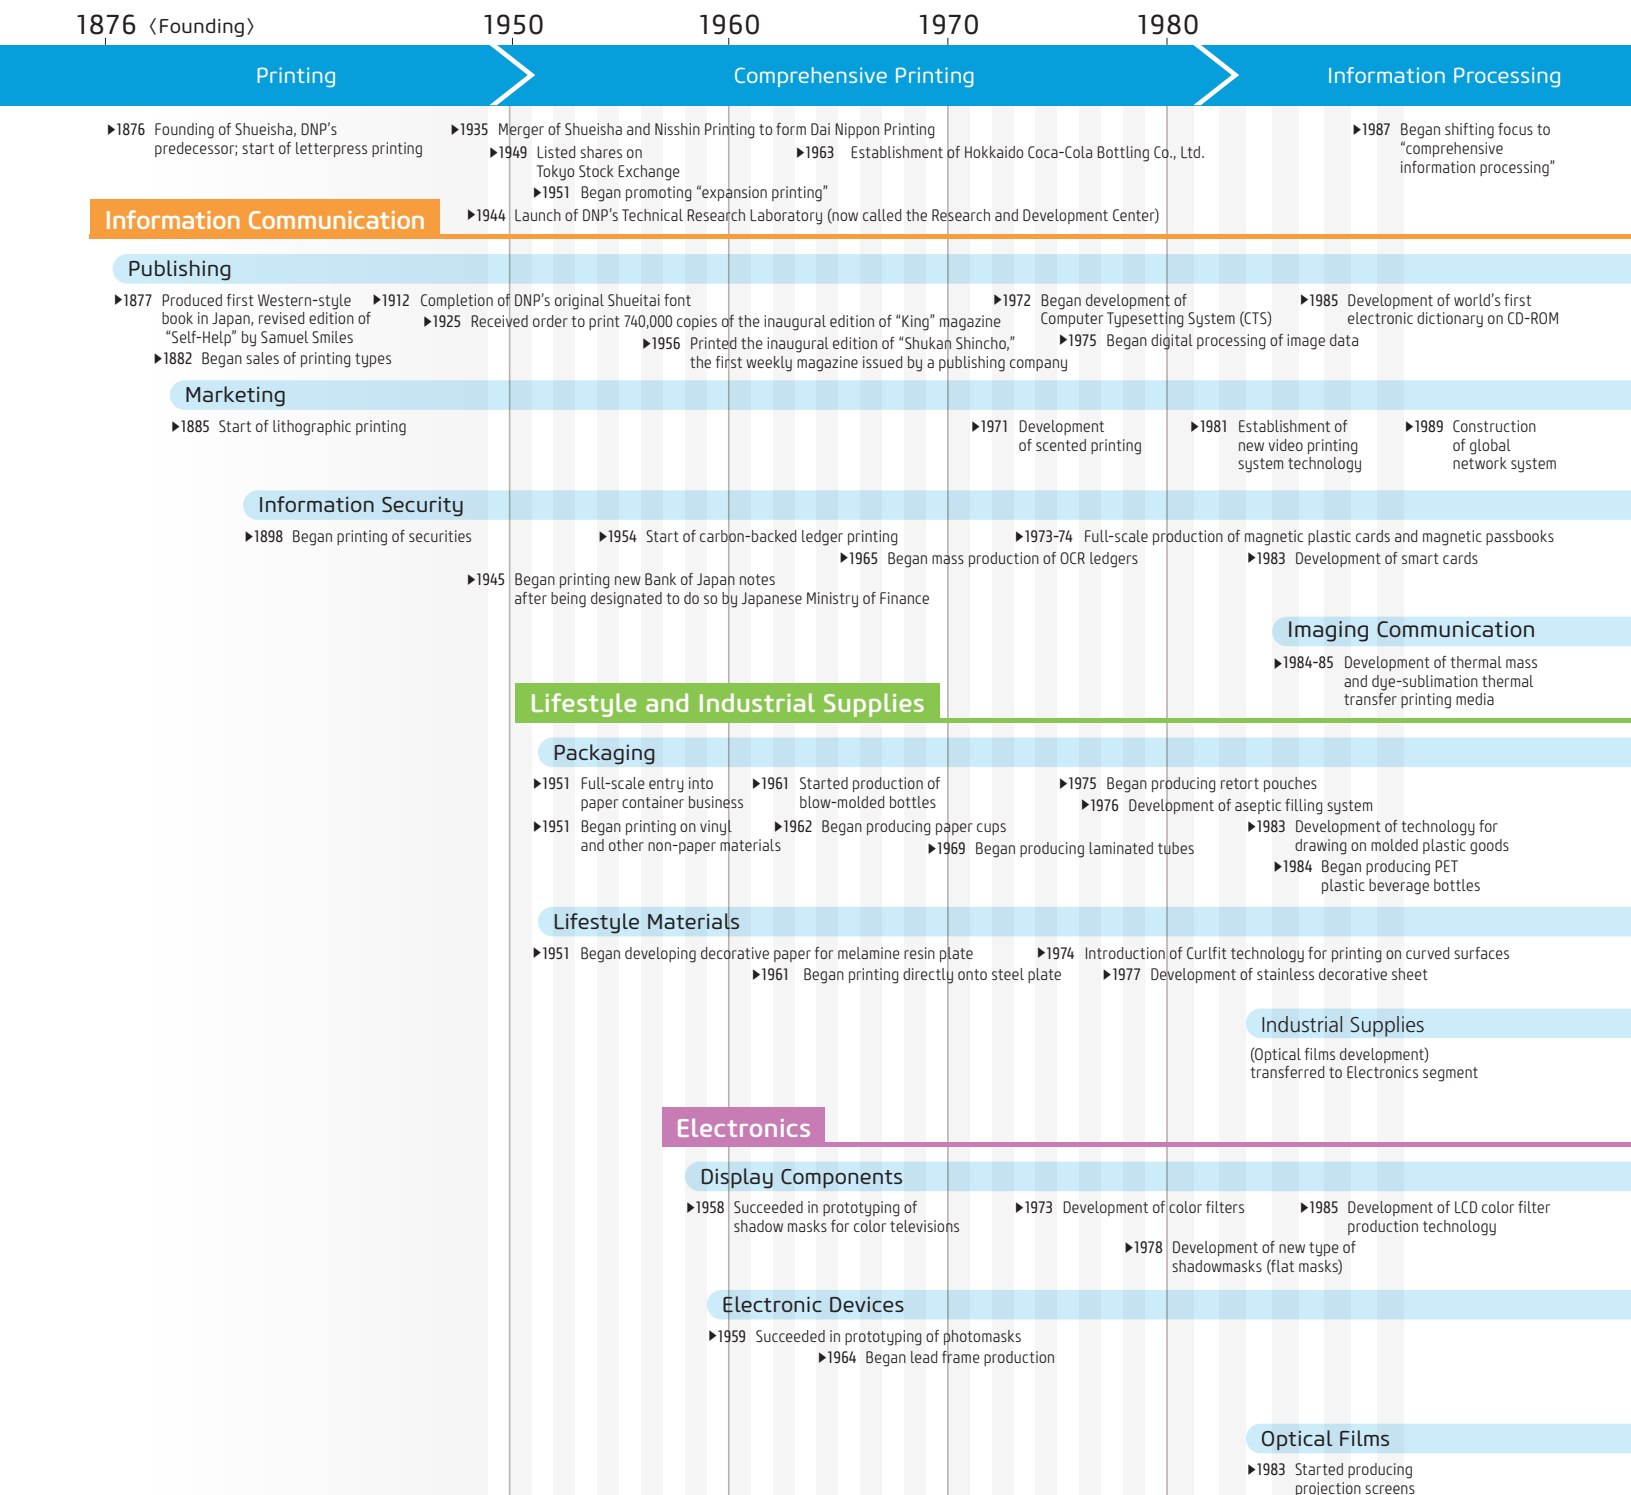 1876 〈Founding〉 1950 1960 1970 1980
Printing Comprehensive Printing Information Processing
▶1876 Founding of Shueisha, DNP's
predecessor; start of letterpress printing
▶1935 Merger of Shueisha and Nisshin Printing to form Dai Nippon Printing
▶1949 Listed shares on
Tokyo Stock Exchange
▶1963 Establishment of Hokkaido Coca-Cola Bottling Co., Ltd.
▶1951 Began promoting “expansion printing”
▶1944 Launch of DNP's Technical Research Laboratory (now called the Research and Development Center)
▶1987 Began shifting focus to
“comprehensive
information processing”
Information Communication
Publishing
▶1877 Produced first Western-style
book in Japan, revised edition of
“Self-Help” by Samuel Smiles
▶1882 Began sales of printing types
▶1912 Completion of DNP's original Shueitai font
▶1925 Received order to print 740,000 copies of the inaugural edition of “King” magazine
▶1956 Printed the inaugural edition of “Shukan Shincho,”
the first weekly magazine issued by a publishing company
▶1972 Began development of
Computer Typesetting System (CTS)
▶1975 Began digital processing of image data
▶1985 Development of world's first
electronic dictionary on CD-ROM
Marketing
▶1885 Start of lithographic printing
▶1971 Development
of scented printing
▶1981 Establishment of
new video printing
system technology
▶1989 Construction
of global
network system
Information Security
▶1898 Began printing of securities
▶1954 Start of carbon-backed ledger printing
▶1973-74 Full-scale production of magnetic plastic cards and magnetic passbooks
▶1965 Began mass production of OCR ledgers
▶1983 Development of smart cards
▶1945 Began printing new Bank of Japan notes
after being designated to do so by Japanese Ministry of Finance
Imaging Communication
▶1984-85 Development of thermal mass
and dye-sublimation thermal
transfer printing media
Lifestyle and Industrial Supplies
Packaging
▶1951 Full-scale entry into
paper container business
▶1951 Began printing on vinyl
and other non-paper materials
▶1961 Started production of
blow-molded bottles
▶1962 Began producing paper cups
▶1969 Began producing laminated tubes
▶1975 Began producing retort pouches
▶1976 Development of aseptic filling system
▶1983 Development of technology for
drawing on molded plastic goods
▶1984 Began producing PET
plastic beverage bottles
Lifestyle Materials
▶1951 Began developing decorative paper for melamine resin plate
▶1974 Introduction of Curlfit technology for printing on curved surfaces
▶1961 Began printing directly onto steel plate
▶1977 Development of stainless decorative sheet
Industrial Supplies
(Optical films development)
transferred to Electronics segment
Electronics
Display Components
▶1958 Succeeded in prototyping of
shadow masks for color televisions
▶1973 Development of color filters
▶1985 Development of LCD color filter
production technology
▶1978 Development of new type of
shadowmasks (flat masks)
Electronic Devices
▶1959 Succeeded in prototyping of photomasks
▶1964 Began lead frame production
Optical Films
▶1983 Started producing
projection screens